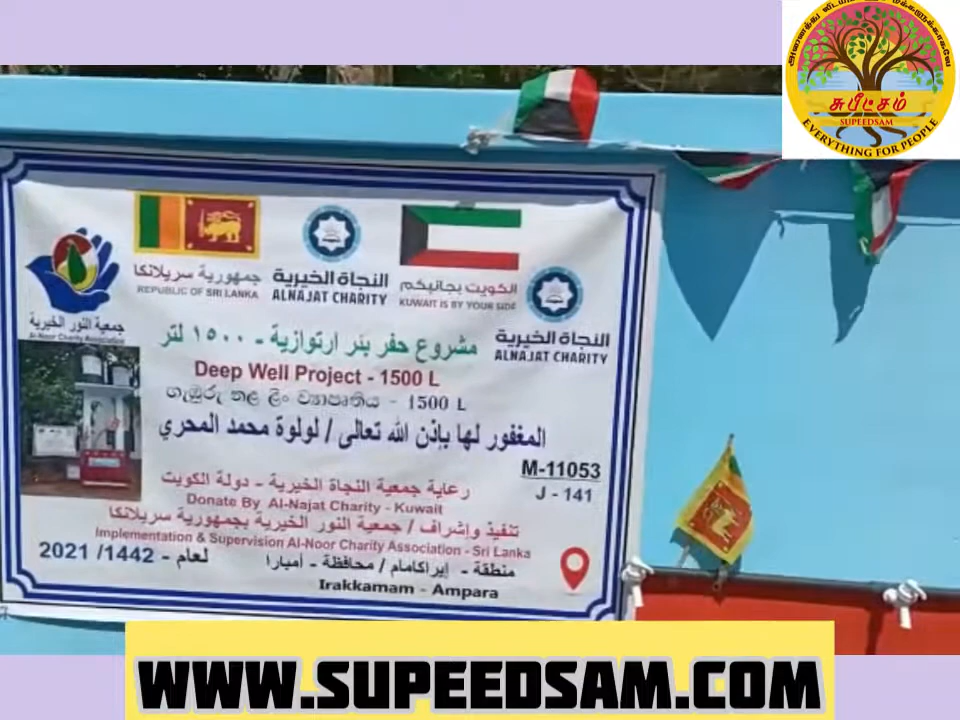 அனைத்து
சுபீட்சம்
SUPEEDSAM
EVERYTHING FOR PEOPLE
جمهورية سريلانكا
REPUBLIC OF SRI LANKA
النجاة الخيرية
ALNAJAT CHARITY
الكويت بجانبكم
KUWAIT IS BY YOUR SIDE
النجاة الخيرية
ALNAJAT CHARITY
جمعية النور الخيرية
Al-Noor Charity Association
مشروع حفر بئر ارتوازية - ١٥٠٠ لتر
Deep Well Project - 1500 L
ගැඹුරු නල ලිං ව්‍යාපෘතිය - 1500 L
المغفور لها بإذن الله تعالى / لولوة محمد المحري
M-11053
J - 141
رعاية جمعية النجاة الخيرية - دولة الكويت
Donate By Al-Najat Charity - Kuwait
تنفيذ وإشراف / جمعية النور الخيرية بجمهورية سريلانكا
Implementation & Supervision Al-Noor Charity Association - Sri Lanka
لعام - 1442 / 2021
منطقة - إيراكامام / محافظة - أمبارا
Irakkamam - Ampara
WWW.SUPEEDSAM.COM